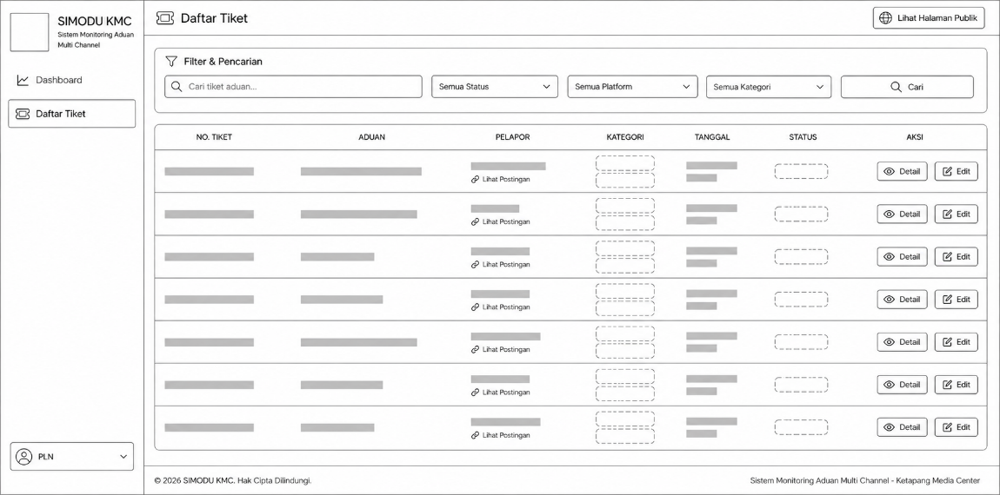 SIMODU KMC
Sistem Monitoring Aduan
Multi Channel
Dashboard
Daftar Tiket
PLN
Daftar Tiket
Lihat Halaman Publik
Filter & Pencarian
Cari tiket aduan...
Semua Status
Semua Platform
Semua Kategori
Cari
NO. TIKET ADUAN PELAPOR KATEGORI TANGGAL STATUS AKSI
Lihat Postingan Detail Edit
Lihat Postingan Detail Edit
Lihat Postingan Detail Edit
Lihat Postingan Detail Edit
Lihat Postingan Detail Edit
Lihat Postingan Detail Edit
Lihat Postingan Detail Edit
© 2026 SIMODU KMC. Hak Cipta Dilindungi.
Sistem Monitoring Aduan Multi Channel - Ketapang Media Center